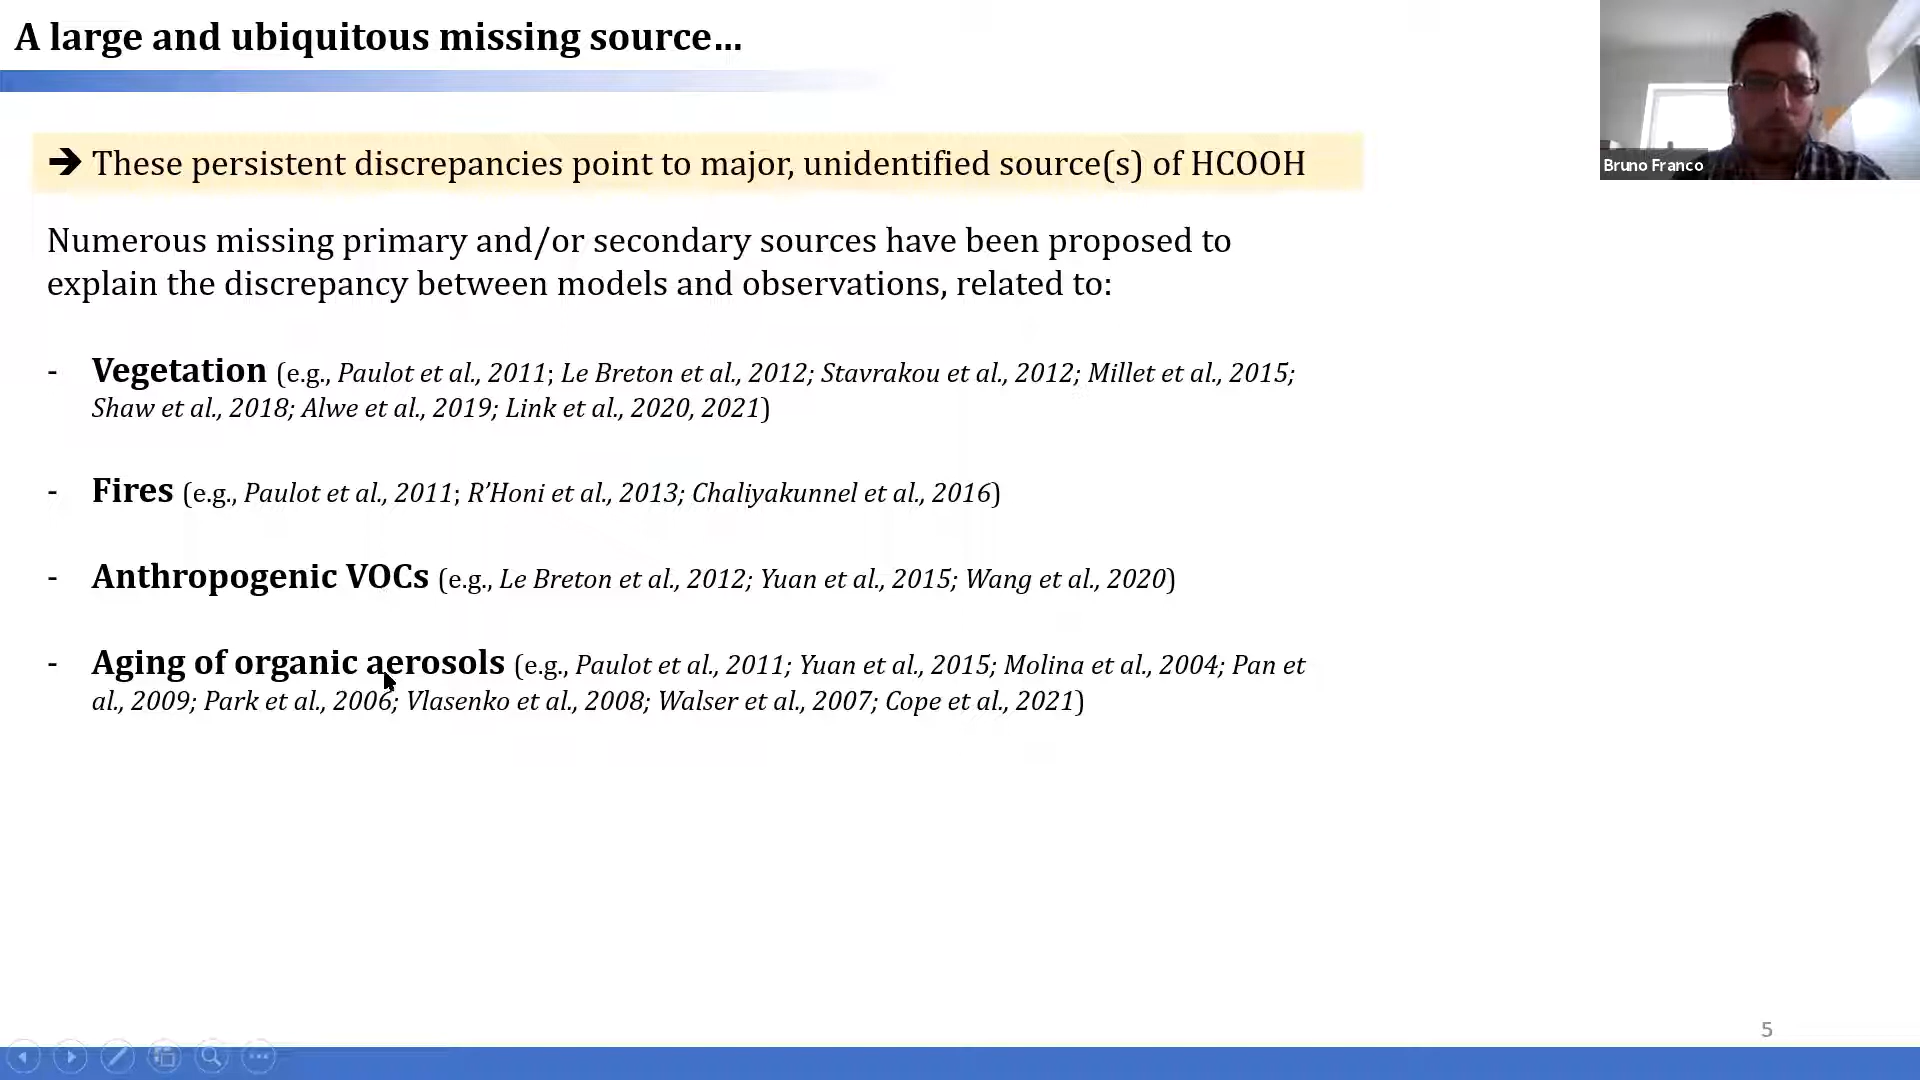 A large and ubiquitous missing source...
Bruno Franco
➔ These persistent discrepancies point to major, unidentified source(s) of HCOOH
Numerous missing primary and/or secondary sources have been proposed to
explain the discrepancy between models and observations, related to:
- Vegetation (e.g., Paulot et al., 2011; Le Breton et al., 2012; Stavrakou et al., 2012; Millet et al., 2015;
Shaw et al., 2018; Alwe et al., 2019; Link et al., 2020, 2021)
- Fires (e.g., Paulot et al., 2011; R’Honi et al., 2013; Chaliyakunnel et al., 2016)
- Anthropogenic VOCs (e.g., Le Breton et al., 2012; Yuan et al., 2015; Wang et al., 2020)
- Aging of organic aerosols (e.g., Paulot et al., 2011; Yuan et al., 2015; Molina et al., 2004; Pan et
al., 2009; Park et al., 2006; Vlasenko et al., 2008; Walser et al., 2007; Cope et al., 2021)
5